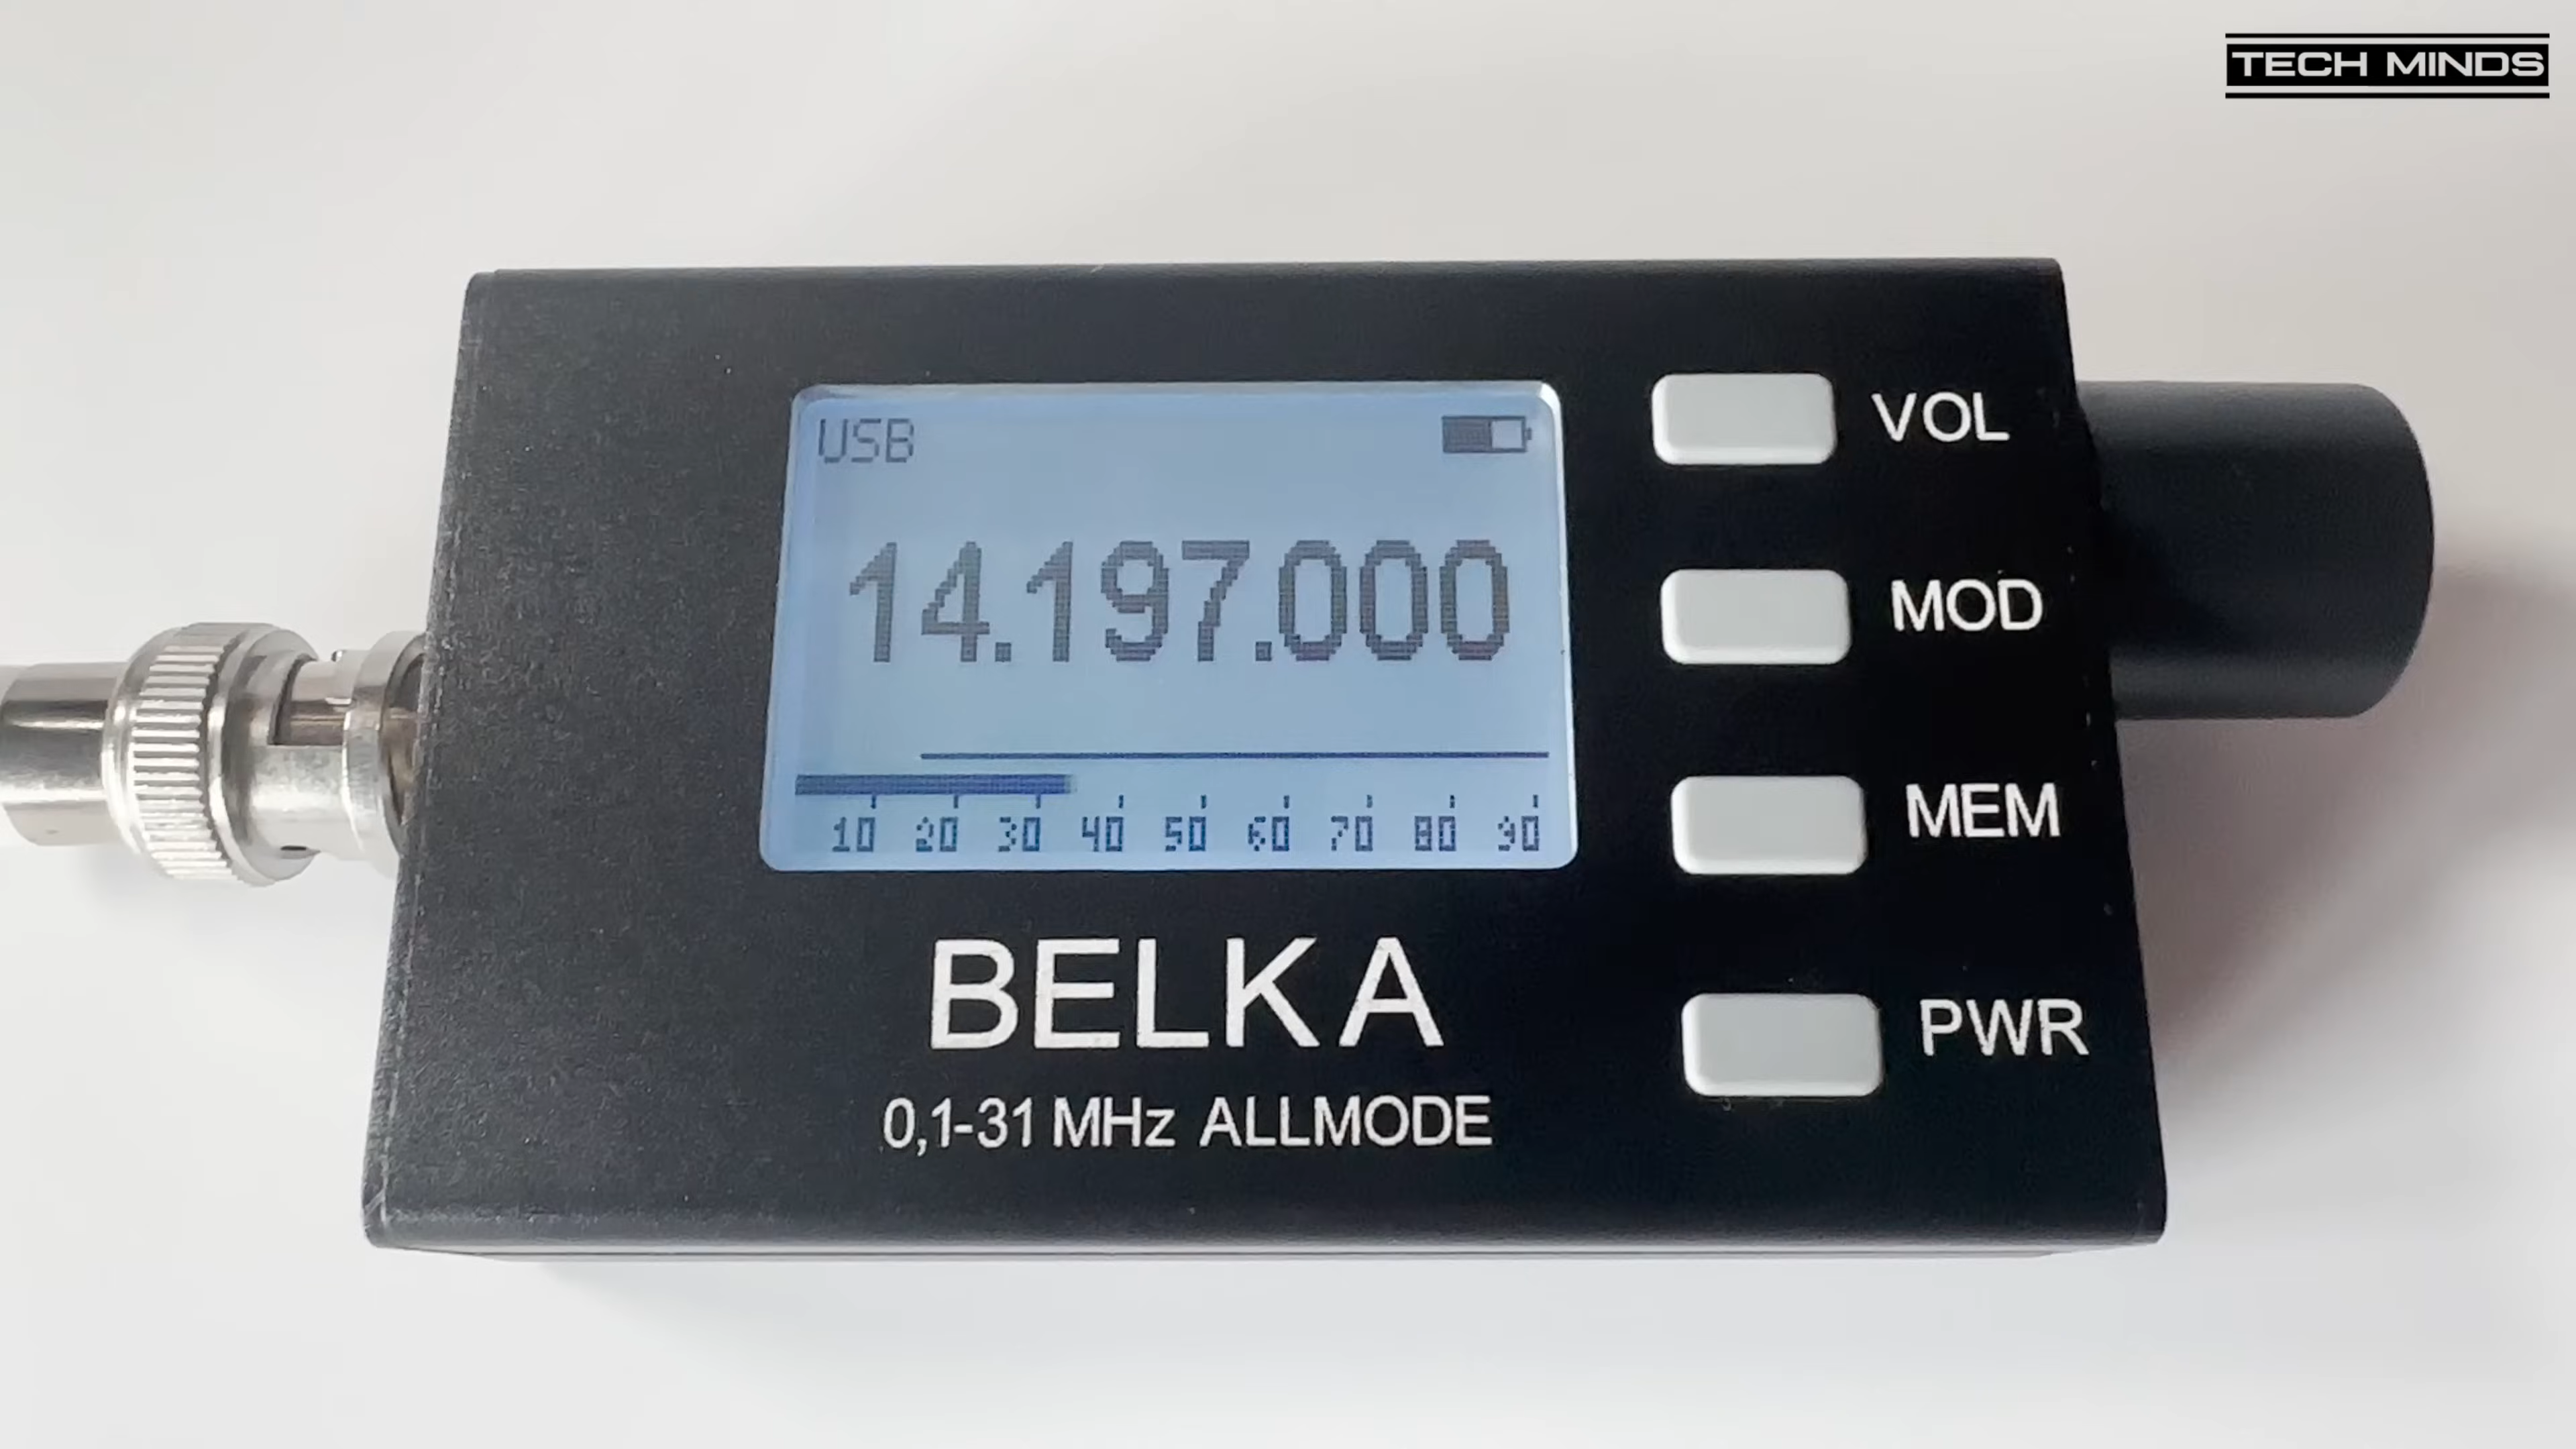 TECH MINDS
USB
14.197.000
10 20 30 40 50 60 70 80 90
VOL
MOD
MEM
PWR
BELKA
0,1-31 MHz ALLMODE